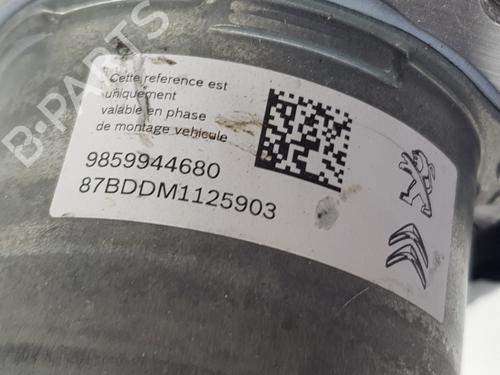 Cette reference est
uniquement
valable en phase
de montage vehicule
9859944680
87BDDM1125903
B-PARTS